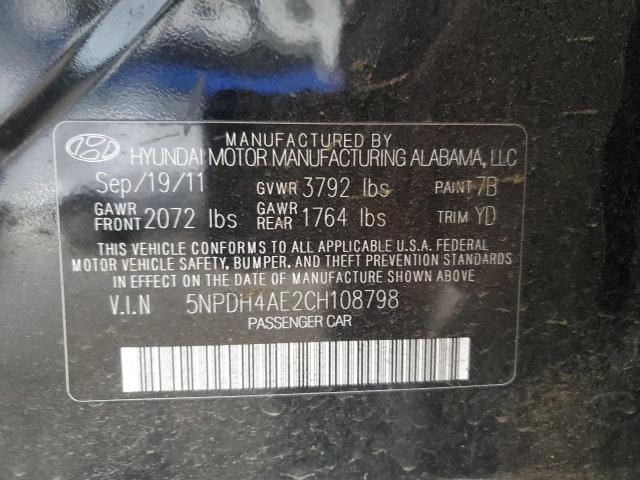 MANUFACTURED BY
HYUNDAI MOTOR MANUFACTURING ALABAMA, LLC
Sep/19/11 GVWR 3792 lbs PAINT 7B
GAWR FRONT 2072 lbs GAWR REAR 1764 lbs TRIM YD
THIS VEHICLE CONFORMS TO ALL APPLICABLE U.S.A. FEDERAL
MOTOR VEHICLE SAFETY, BUMPER, AND THEFT PREVENTION STANDARDS
IN EFFECT ON THE DATE OF MANUFACTURE SHOWN ABOVE
V.I.N 5NPDH4AE2CH108798
PASSENGER CAR